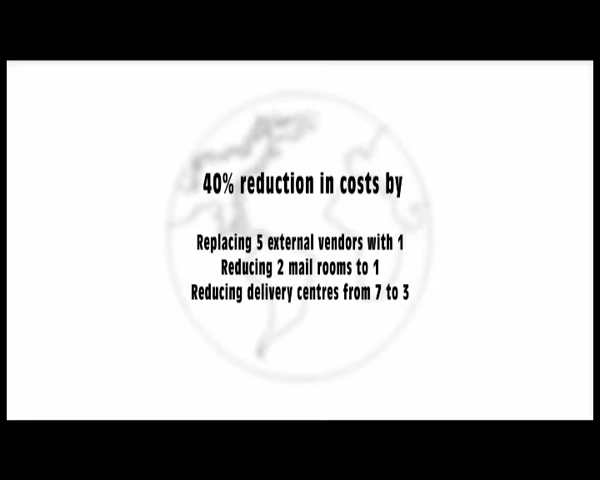 40% reduction in costs by
Replacing 5 external vendors with 1
Reducing 2 mail rooms to 1
Reducing delivery centres from 7 to 3